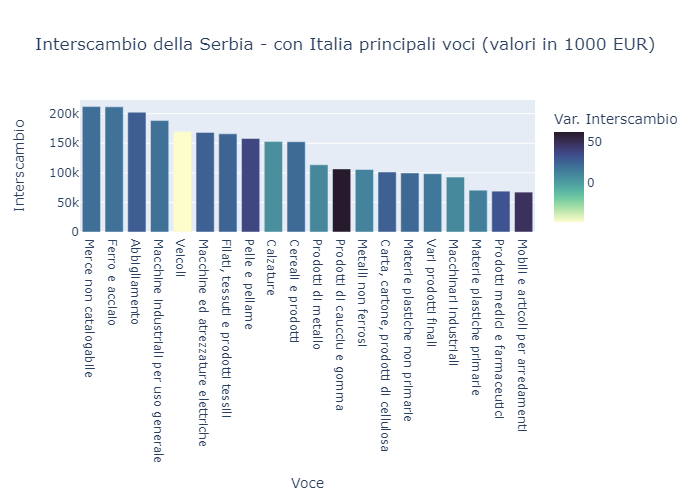 Interscambio della Serbia - con Italia principali voci (valori in 1000 EUR)
Interscambio
200k
150k
100k
50k
0
Merce non catalogabile
Ferro e acciaio
Abbigliamento
Macchine industriali per uso generale
Veicoli
Macchine ed atrezzature elettriche
Filati, tessuti e prodotti tessili
Pelle e pellame
Calzature
Cereali e prodotti
Prodotti di metallo
Prodotti di caucciu e gomma
Metalli non ferrosi
Carta, cartone, prodotti di cellulosa
Materie plastiche non primarie
Vari prodotti finali
Macchinari industriali
Materie plastiche primarie
Prodotti medici e farmaceutici
Mobili e articoli per arredamenti
Voce
Var. Interscambio
50
0